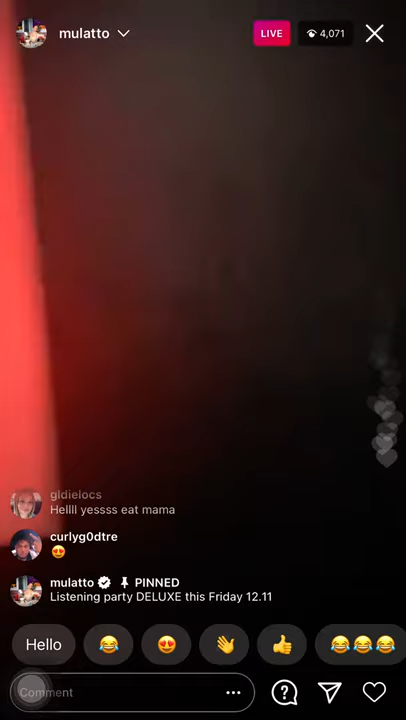 mulatto
LIVE
4,071
gldielocs
Hellll yessss eat mama
curlyg0dtre
😍
mulatto PINNED
Listening party DELUXE this Friday 12.11
Hello 😂 😍 👋 👍 😂😂😂
Comment